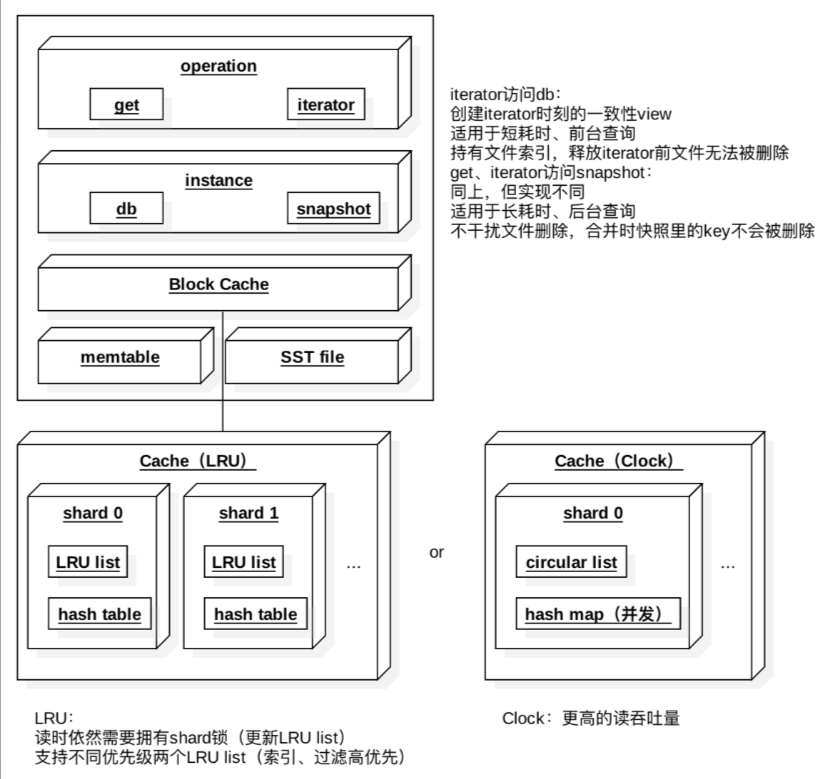 operation
get
iterator
instance
db
snapshot
Block Cache
memtable
SST file
iterator访问db：
创建iterator时刻的一致性view
适用于短耗时、前台查询
持有文件索引，释放iterator前文件无法被删除
get、iterator访问snapshot：
同上，但实现不同
适用于长耗时、后台查询
不干扰文件删除，合并时快照里的key不会被删除
Cache（LRU）
shard 0
LRU list
hash table
shard 1
LRU list
hash table
...
or
Cache（Clock）
shard 0
circular list
hash map（并发）
...
LRU：
读时依然需要拥有shard锁（更新LRU list）
支持不同优先级两个LRU list（索引、过滤高优先）
Clock：更高的读吞吐量